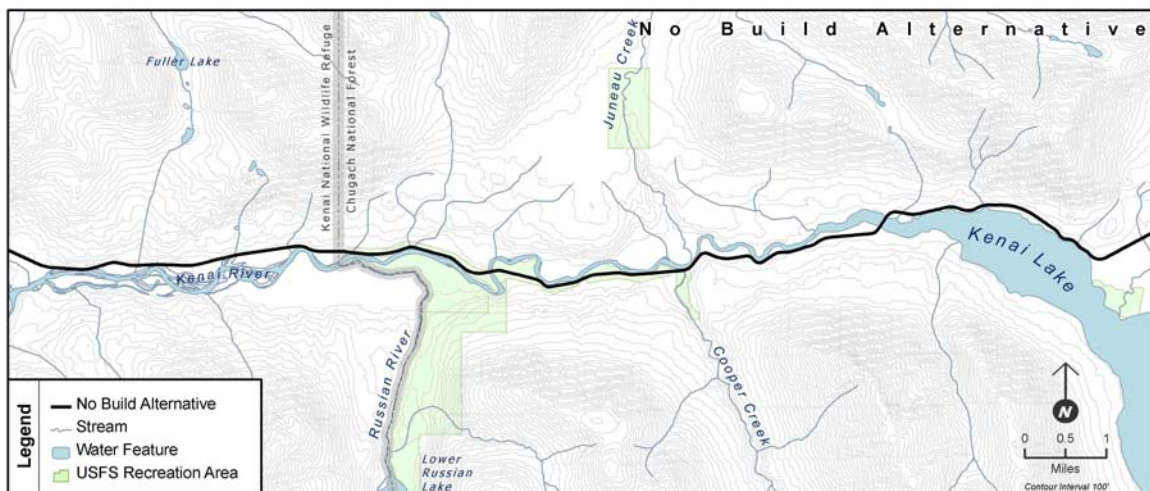 No Build Alternative
Fuller Lake
Kenai National Wildlife Refuge
Chugach National Forest
Juneau Creek
Kenai River
Kenai Lake
Russian River
Cooper Creek
Lower
Russian
Lake
Legend
No Build Alternative
Stream
Water Feature
USFS Recreation Area
N
0 0.5 1
Miles
Contour Interval 100'